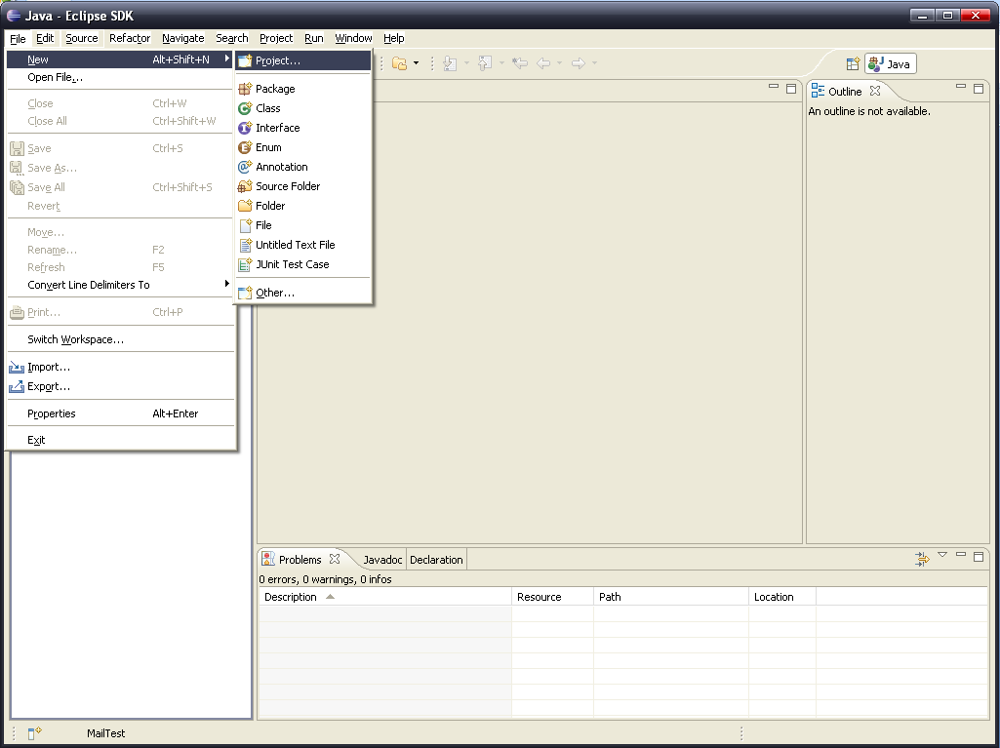 Java - Eclipse SDK
File Edit Source Refactor Navigate Search Project Run Window Help
New Alt+Shift+N
Open File...
Close Ctrl+W
Close All Ctrl+Shift+W
Save Ctrl+S
Save As...
Save All Ctrl+Shift+S
Revert
Move...
Rename... F2
Refresh F5
Convert Line Delimiters To
Print... Ctrl+P
Switch Workspace...
Import...
Export...
Properties Alt+Enter
Exit
Project...
Package
Class
Interface
Enum
Annotation
Source Folder
Folder
File
Untitled Text File
JUnit Test Case
Other...
Java
Outline
An outline is not available.
Problems Javadoc Declaration
0 errors, 0 warnings, 0 infos
Description Resource Path Location
MailTest